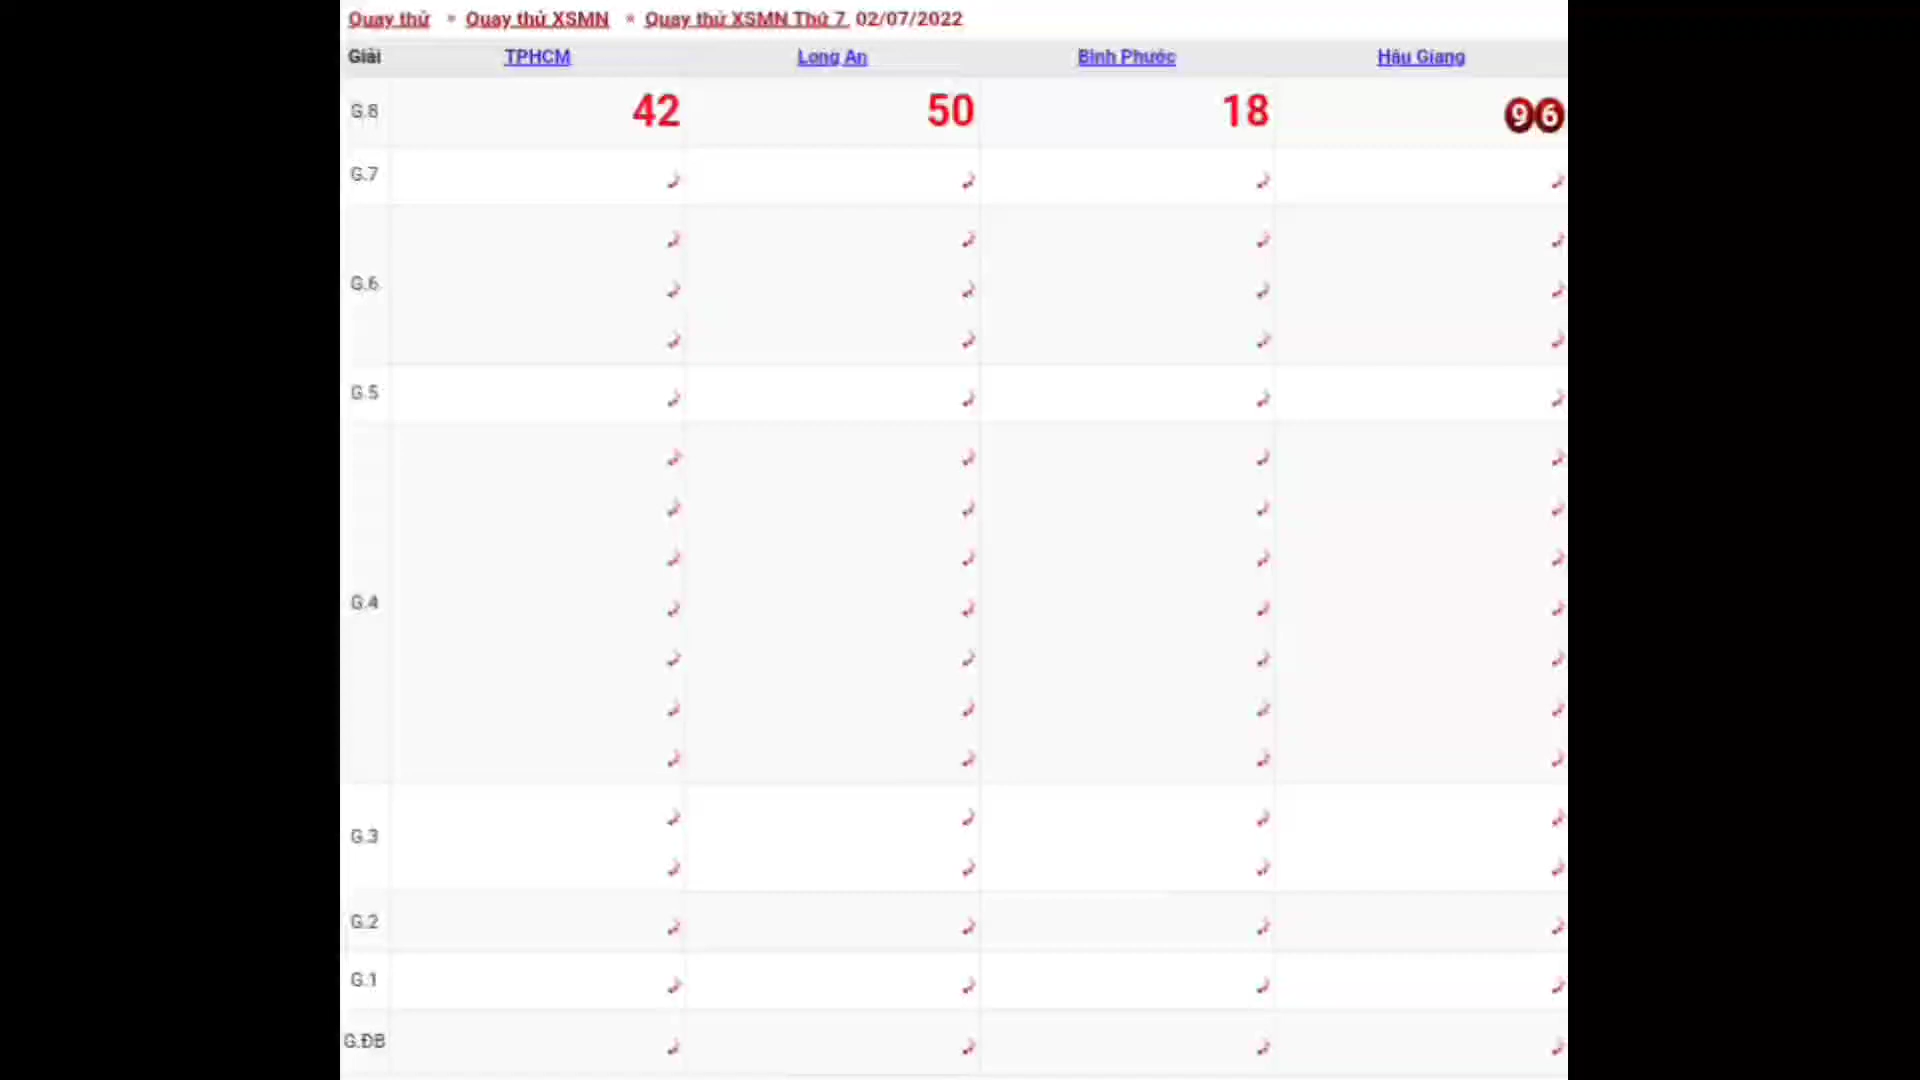 Quay thử » Quay thử XSMN » Quay thử XSMN Thứ 7 02/07/2022
Giải TPHCM Long An Bình Phước Hậu Giang
G.8 42 50 18 96
G.7
G.6
G.5
G.4
G.3
G.2
G.1
G.ĐB